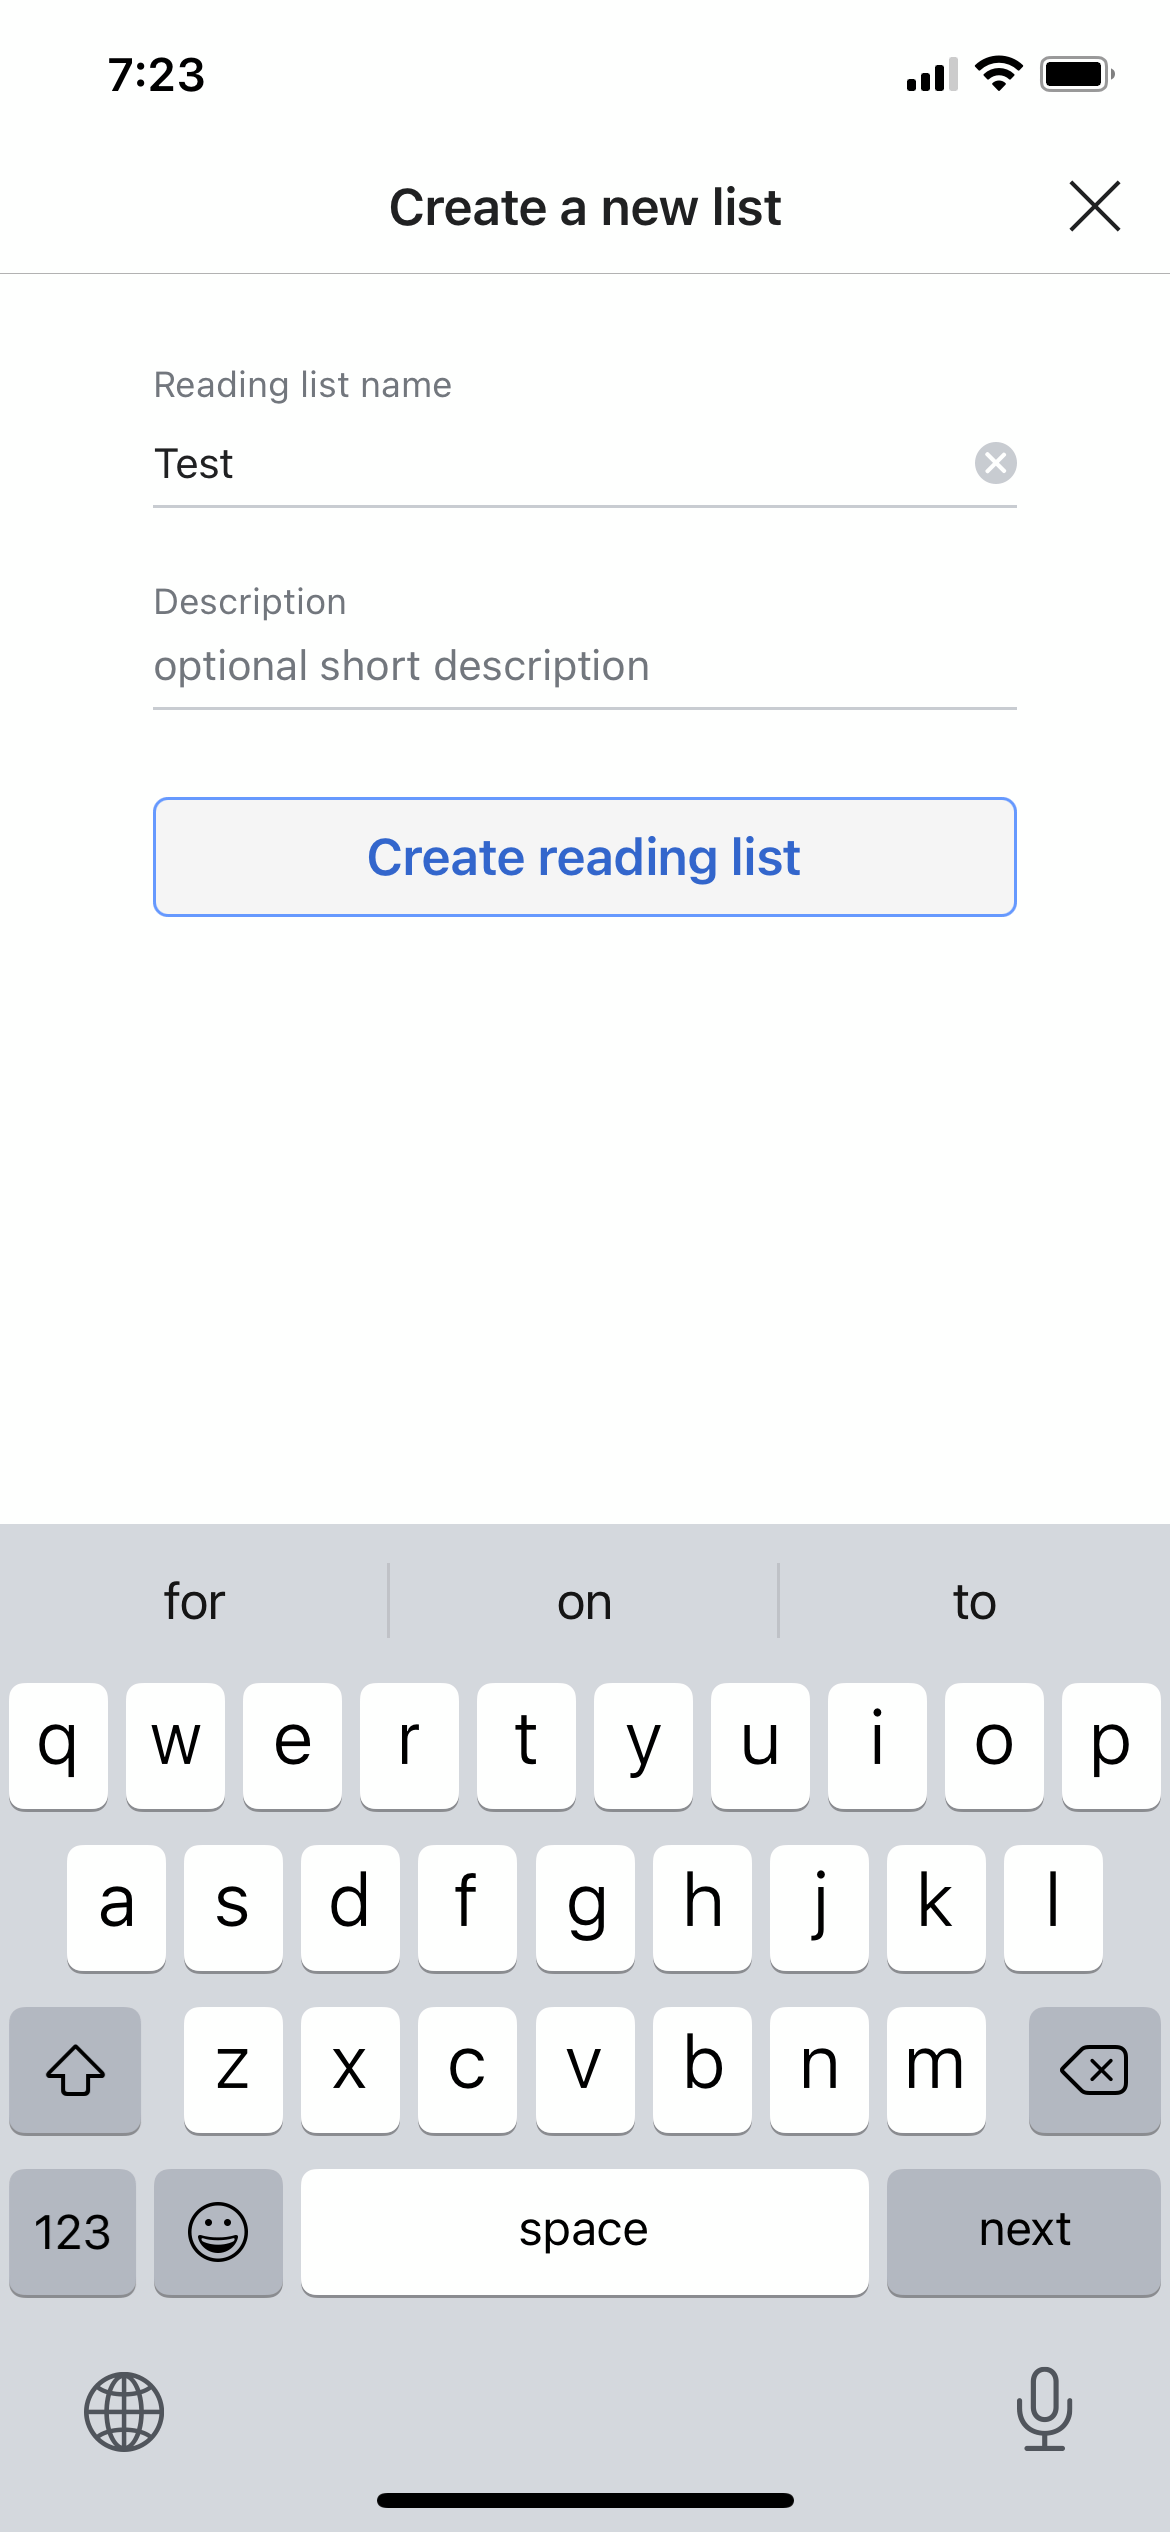 7:23
Create a new list
Reading list name
Test
Description
optional short description
Create reading list
for on to
q w e r t y u i o p
a s d f g h j k l
z x c v b n m
123 space next